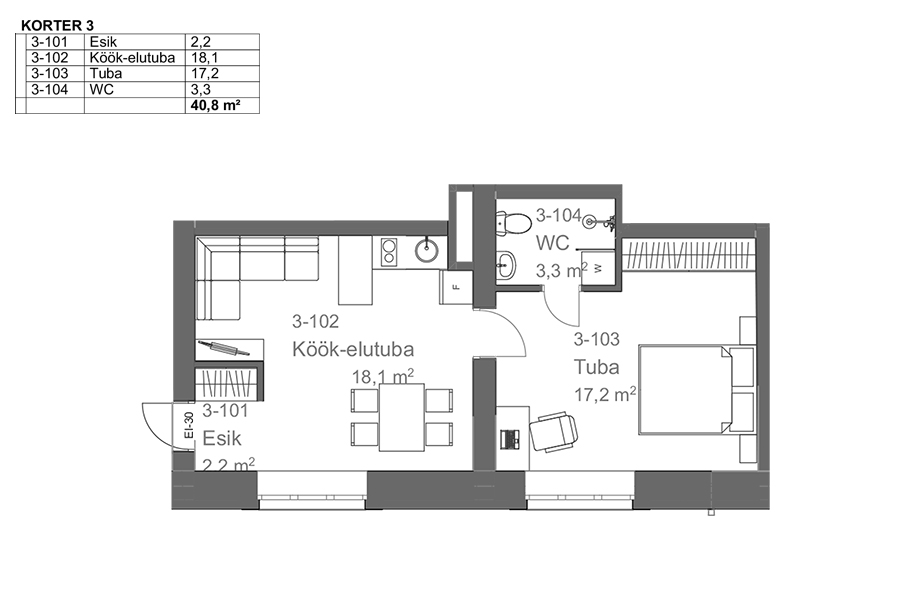 KORTER 3
3-101 Esik 2,2
3-102 Köök-elutuba 18,1
3-103 Tuba 17,2
3-104 WC 3,3
40,8 m²
3-104
WC
3,3 m²
W
F
3-102
Köök-elutuba
18,1 m²
3-103
Tuba
17,2 m²
3-101
Esik
2,2 m²
EI-30